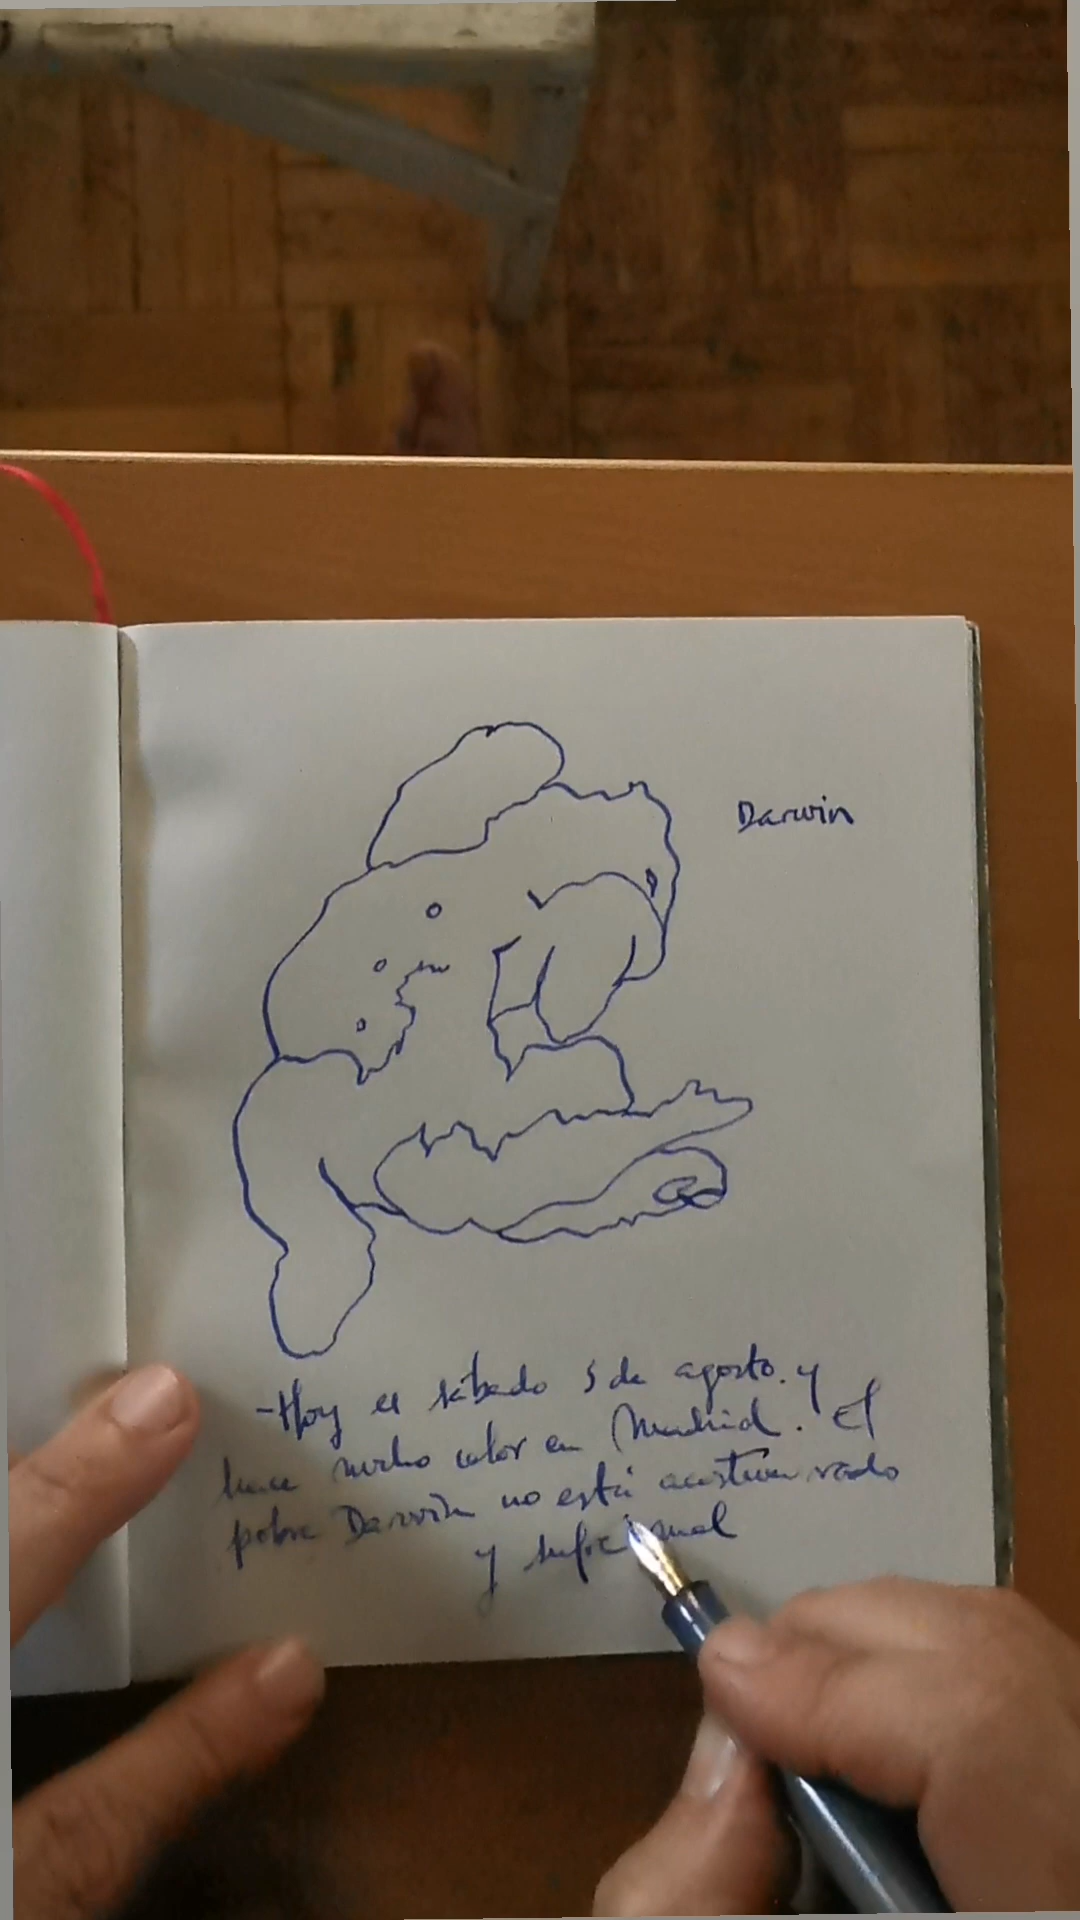 Darwin
-Hoy es sábado 5 de agosto. y
hace mucho calor en Madrid. El
pobre Darwin no está acostumbrado
y sufre mal